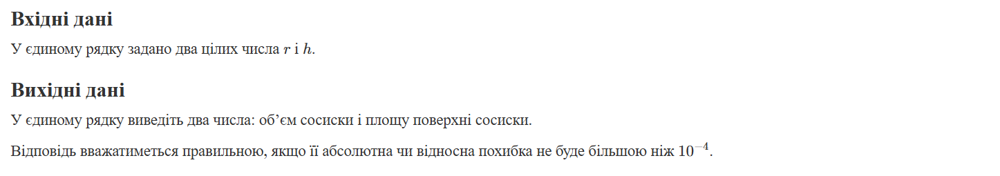 Вхідні дані
У єдиному рядку задано два цілих числа r і h.
Вихідні дані
У єдиному рядку виведіть два числа: об’єм сосиски і площу поверхні сосиски.
Відповідь вважатиметься правильною, якщо її абсолютна чи відносна похибка не буде більшою ніж 10⁻⁴.